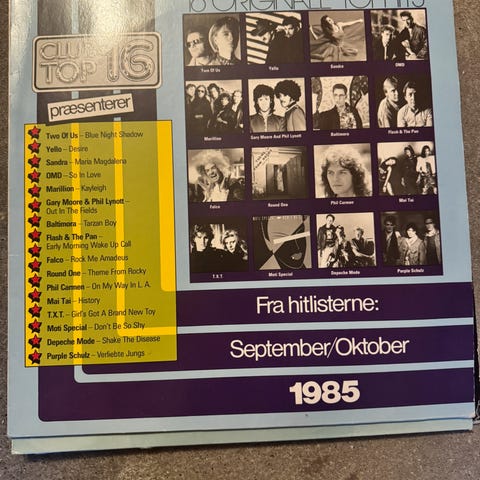 16 ORIGINALE TOP HITS
CLUB
TOP 16
præsenterer
Two Of Us – Blue Night Shadow
Yello – Desire
Sandra – Maria Magdalena
OMD – So In Love
Marillion – Kayleigh
Gary Moore & Phil Lynott –
Out In The Fields
Baltimora – Tarzan Boy
Flash & The Pan –
Early Morning Wake Up Call
Falco – Rock Me Amadeus
Round One – Theme From Rocky
Phil Carmen – On My Way In L. A.
Mai Tai – History
T.X.T. – Girl's Got A Brand New Toy
Moti Special – Don't Be So Shy
Depeche Mode – Shake The Disease
Purple Schulz – Verliebte Jungs
Two Of Us
Yello
Sandra
OMD
Marillion
Gary Moore And Phil Lynott
Baltimora
Flash & The Pan
Falco
Round One
Phil Carmen
Mai Tai
T.X.T.
Moti Special
Depeche Mode
Purple Schulz
Fra hitlisterne:
September/Oktober
1985